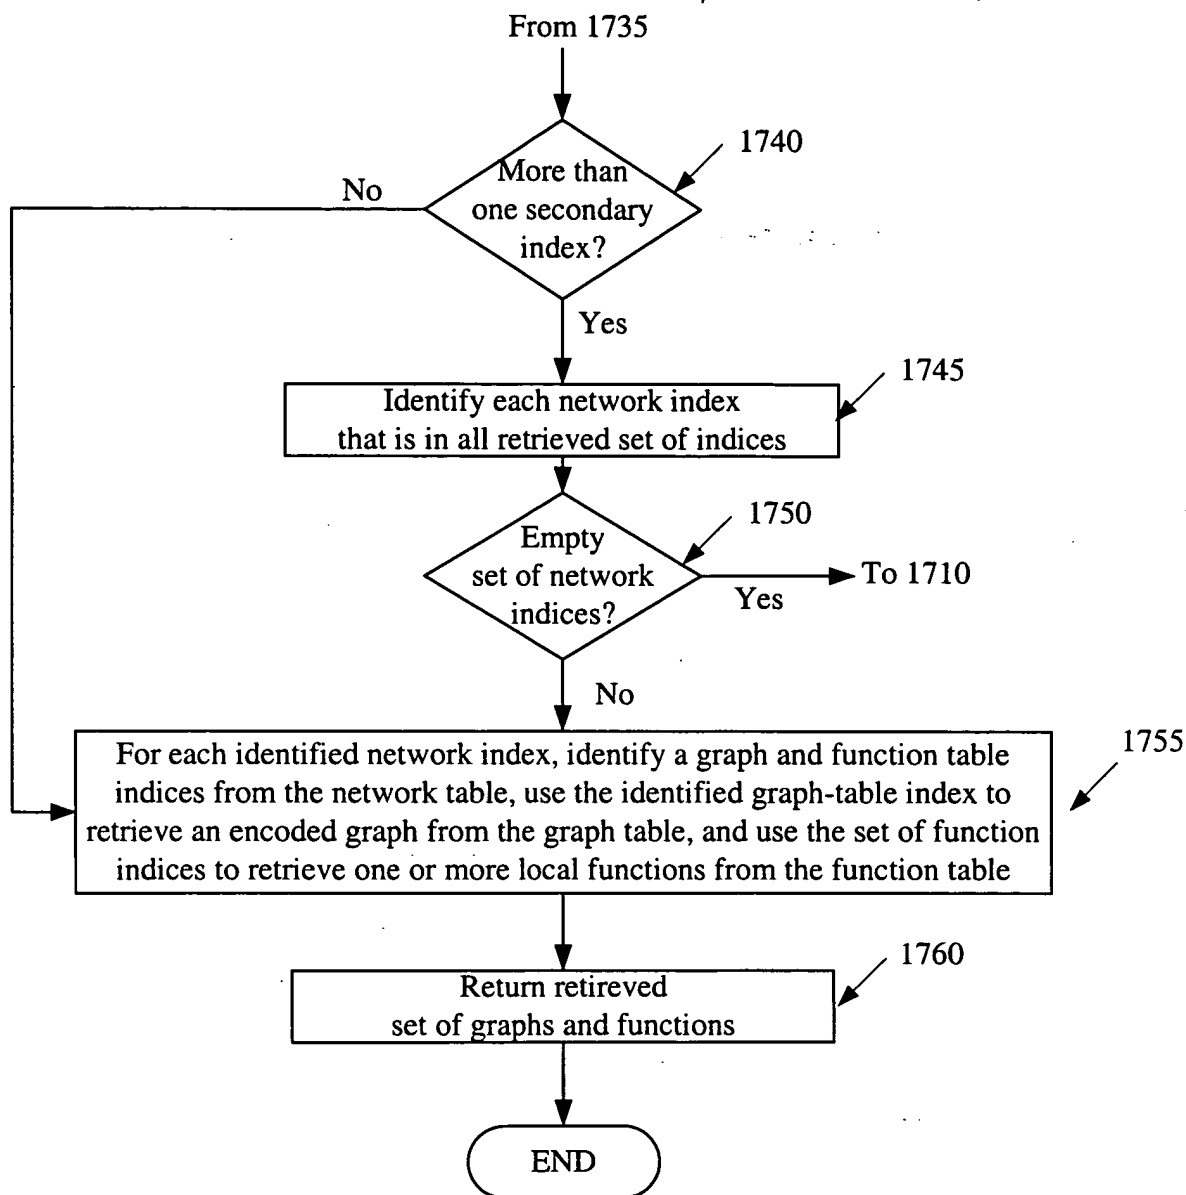 From 1735
1740
More than
one secondary
index?
No
Yes
1745
Identify each network index
that is in all retrieved set of indices
1750
Empty
set of network
indices?
To 1710
Yes
No
1755
For each identified network index, identify a graph and function table
indices from the network table, use the identified graph-table index to
retrieve an encoded graph from the graph table, and use the set of function
indices to retrieve one or more local functions from the function table
1760
Return retireved
set of graphs and functions
END